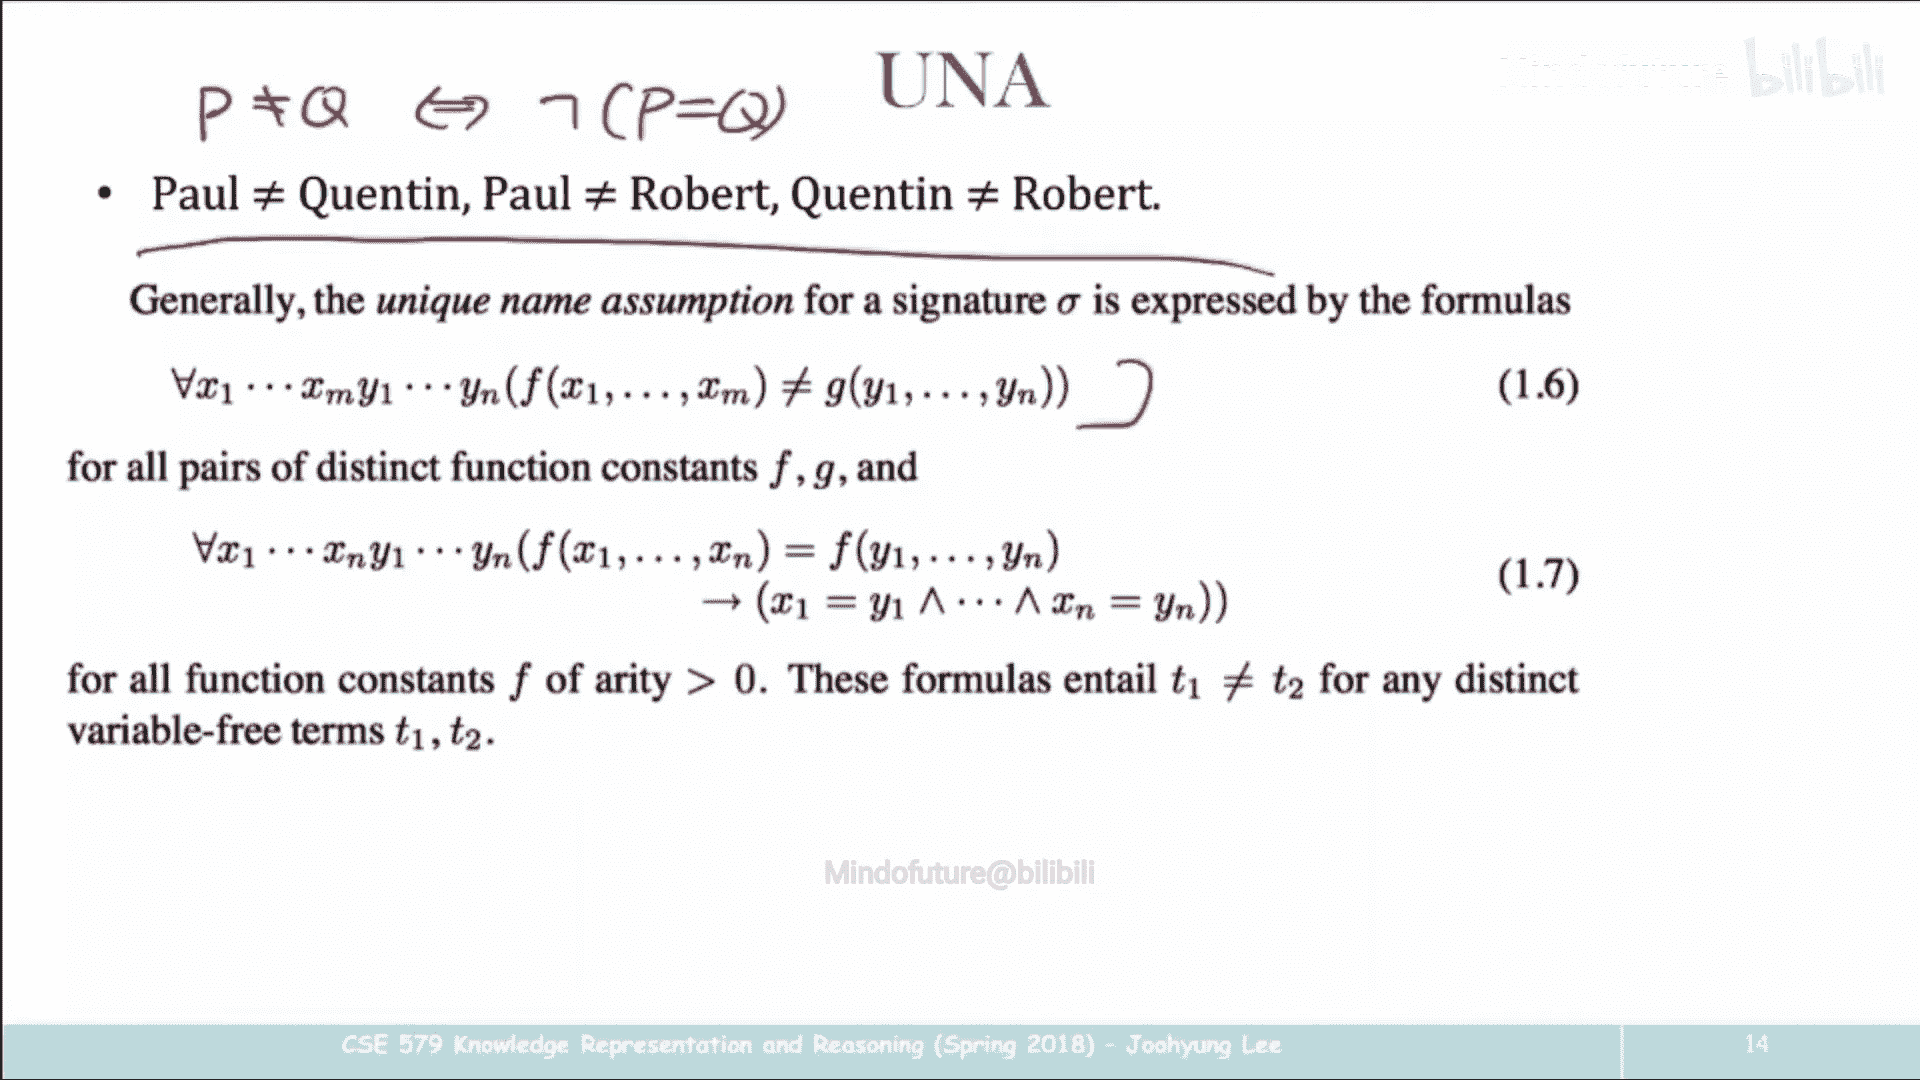 UNA
P ≠ Q ⇔ ¬ (P=Q)
bilibili
• Paul ≠ Quentin, Paul ≠ Robert, Quentin ≠ Robert.
Generally, the unique name assumption for a signature σ is expressed by the formulas
∀x₁ ⋯ xₘy₁ ⋯ yₙ(f(x₁, . . . , xₘ) ≠ g(y₁, . . . , yₙ)) (1.6)
for all pairs of distinct function constants f, g, and
∀x₁ ⋯ xₙy₁ ⋯ yₙ(f(x₁, . . . , xₙ) = f(y₁, . . . , yₙ)
→ (x₁ = y₁ ∧ ⋯ ∧ xₙ = yₙ)) (1.7)
for all function constants f of arity > 0. These formulas entail t₁ ≠ t₂ for any distinct
variable-free terms t₁, t₂.
Mindofuture@bilibili
CSE 579 Knowledge Representation and Reasoning (Spring 2018) - Joohyung Lee 14